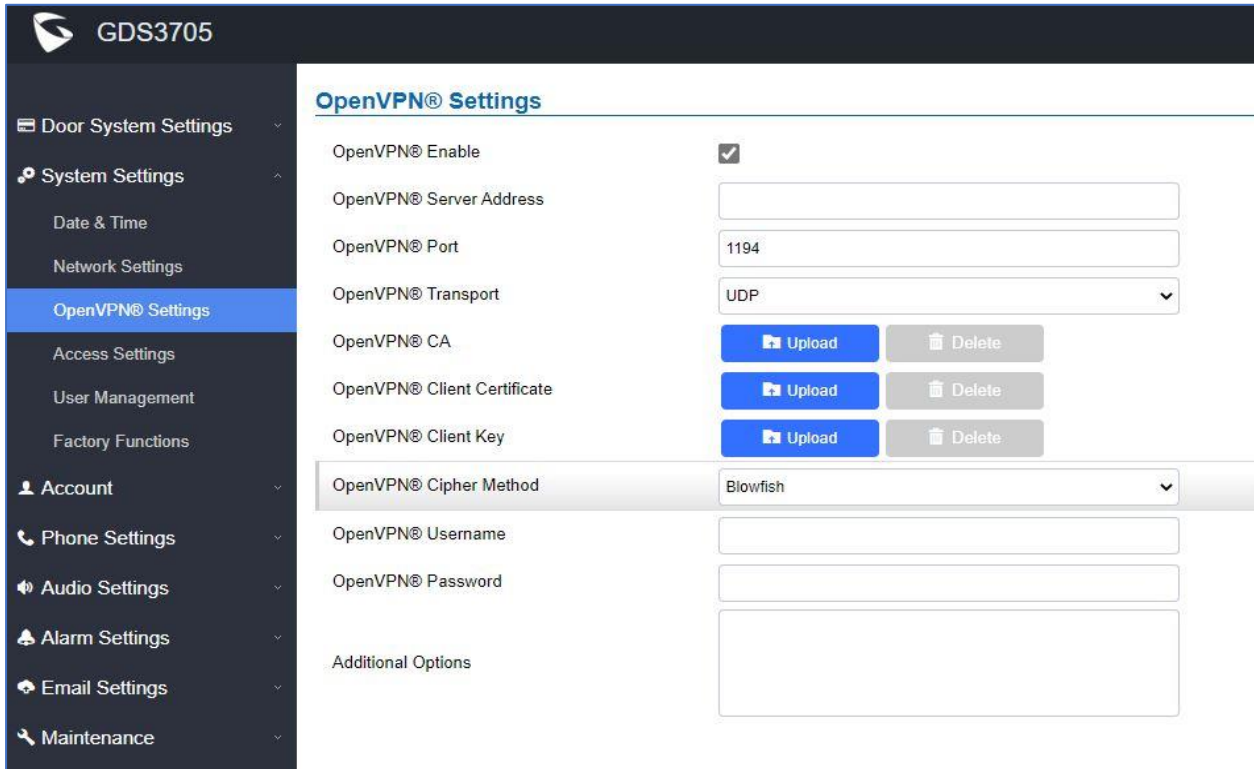 GDS3705
Door System Settings
System Settings
Date & Time
Network Settings
OpenVPN® Settings
Access Settings
User Management
Factory Functions
Account
Phone Settings
Audio Settings
Alarm Settings
Email Settings
Maintenance
OpenVPN® Settings
OpenVPN® Enable
OpenVPN® Server Address
OpenVPN® Port 1194
OpenVPN® Transport UDP
OpenVPN® CA Upload Delete
OpenVPN® Client Certificate Upload Delete
OpenVPN® Client Key Upload Delete
OpenVPN® Cipher Method Blowfish
OpenVPN® Username
OpenVPN® Password
Additional Options